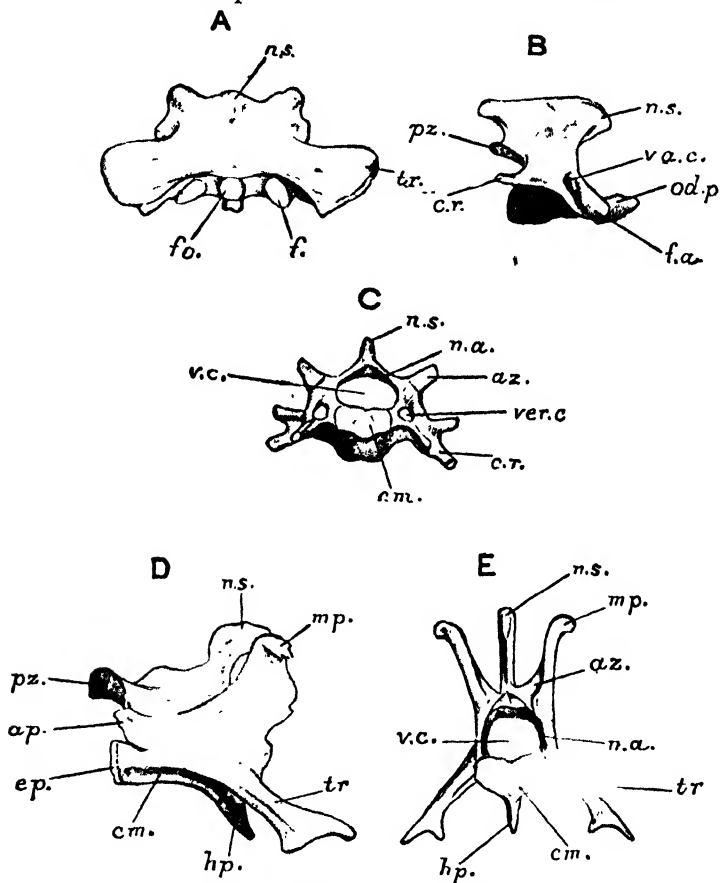 A
n.s.
tr.
fo.
f.
B
pz.
n.s.
v a.c.
c.r.
od.p
f.a.
C
n.s.
n.a.
v.c.
az.
ver.c
c.r.
c.m.
D
n.s.
mp.
pz.
ap.
ep.
cm.
hp.
tr
E
n.s.
mp.
az.
v.c.
n.a.
tr
hp.
cm.